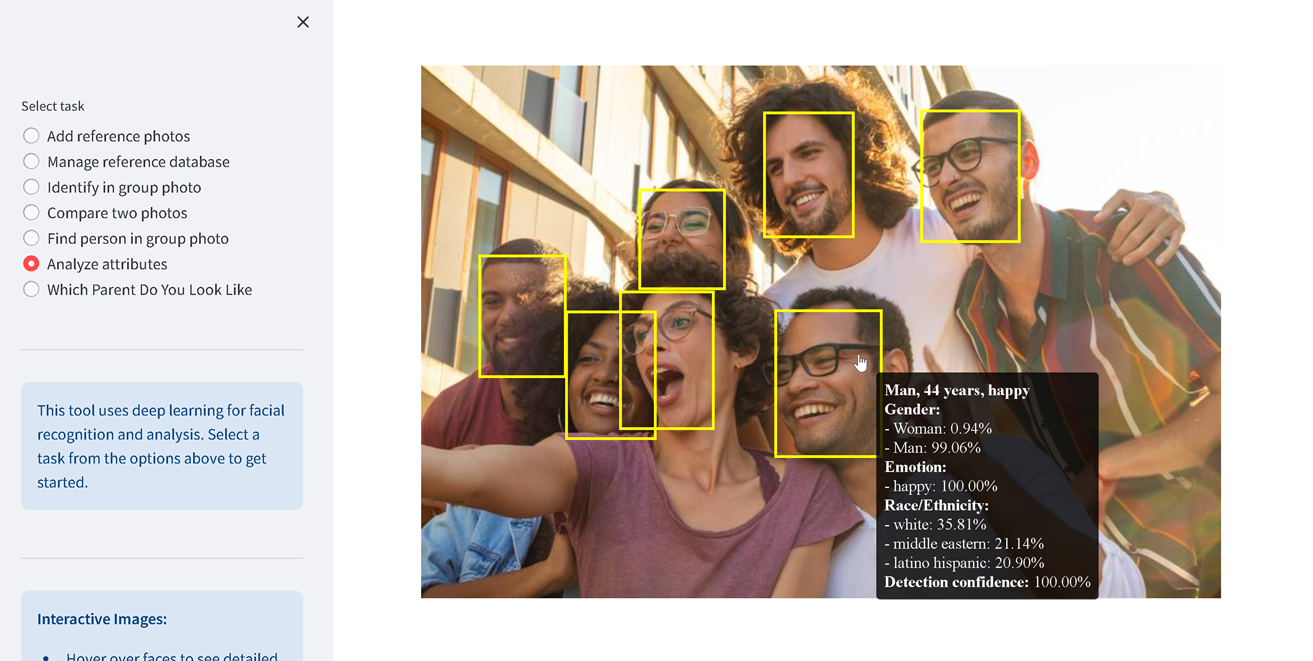 Select task
Add reference photos
Manage reference database
Identify in group photo
Compare two photos
Find person in group photo
Analyze attributes
Which Parent Do You Look Like
This tool uses deep learning for facial
recognition and analysis. Select a
task from the options above to get
started.
Interactive Images:
Hover over faces to see detailed
Man, 44 years, happy
Gender:
- Woman: 0.94%
- Man: 99.06%
Emotion:
- happy: 100.00%
Race/Ethnicity:
- white: 35.81%
- middle eastern: 21.14%
- latino hispanic: 20.90%
Detection confidence: 100.00%